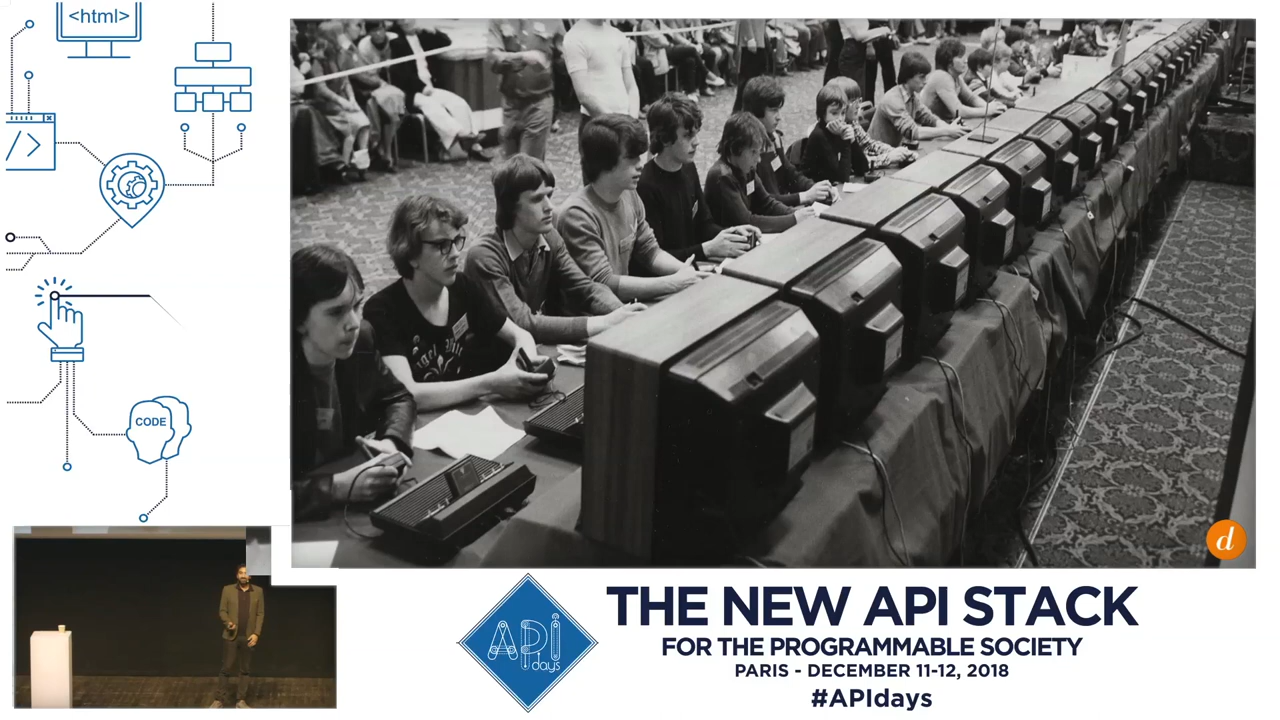 <html>
</>
CODE
d
API
days
THE NEW API STACK
FOR THE PROGRAMMABLE SOCIETY
PARIS - DECEMBER 11-12, 2018
#APIdays